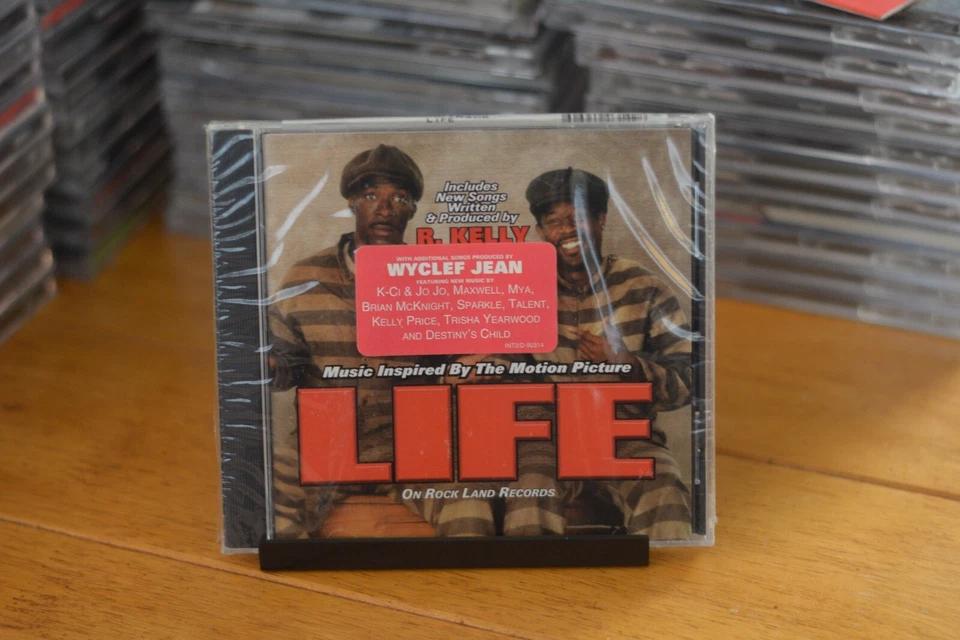 LIFE
Includes
New Songs
Written
& Produced by
R. KELLY
WITH ADDITIONAL SONGS PRODUCED BY
WYCLEF JEAN
FEATURING NEW MUSIC BY
K-Ci & Jo Jo, Maxwell, Mya,
Brian McKnight, Sparkle, Talent,
Kelly Price, Trisha Yearwood
and Destiny's Child
Music Inspired By The Motion Picture
LIFE
On Rock Land Records